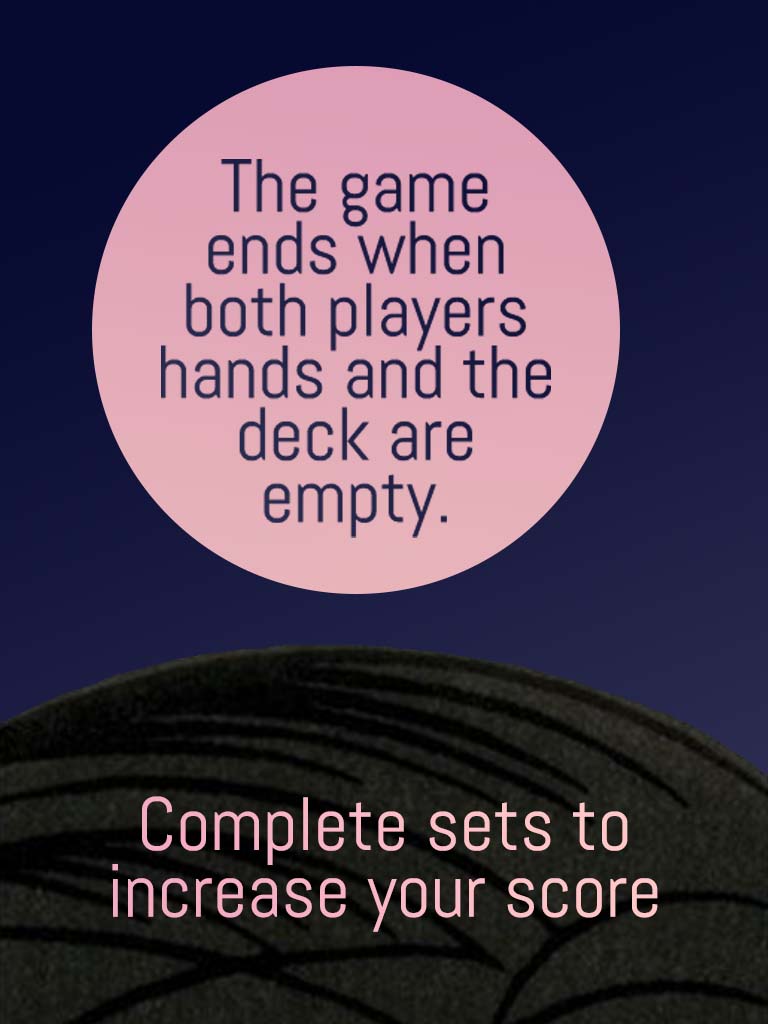 The game
ends when
both players
hands and the
deck are
empty.
Complete sets to
increase your score